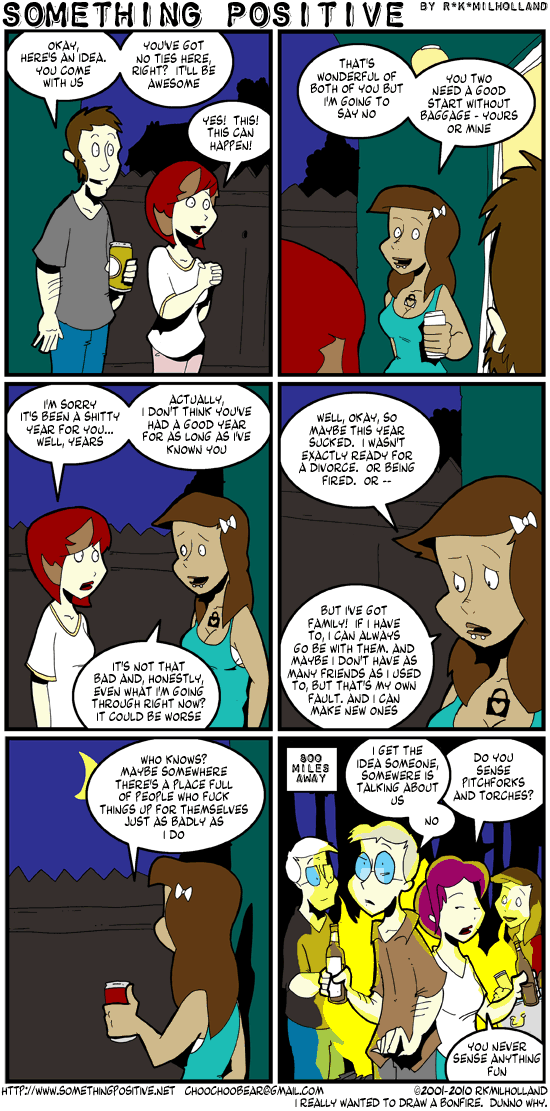 SOMETHING POSITIVE
BY R*K*MILHOLLAND
OKAY,
HERE'S AN IDEA.
YOU COME
WITH US
YOU'VE GOT
NO TIES HERE,
RIGHT? IT'LL BE
AWESOME
YES! THIS!
THIS CAN
HAPPEN!
THAT'S
WONDERFUL OF
BOTH OF YOU BUT
I'M GOING TO
SAY NO
YOU TWO
NEED A GOOD
START WITHOUT
BAGGAGE - YOURS
OR MINE
I'M SORRY
IT'S BEEN A SHITTY
YEAR FOR YOU...
WELL, YEARS
ACTUALLY,
I DON'T THINK YOU'VE
HAD A GOOD YEAR
FOR AS LONG AS I'VE
KNOWN YOU
IT'S NOT THAT
BAD AND, HONESTLY,
EVEN WHAT I'M GOING
THROUGH RIGHT NOW?
IT COULD BE WORSE
WELL, OKAY, SO
MAYBE THIS YEAR
SUCKED. I WASN'T
EXACTLY READY FOR
A DIVORCE. OR BEING
FIRED. OR --
BUT I'VE GOT
FAMILY! IF I HAVE
TO, I CAN ALWAYS
GO BE WITH THEM. AND
MAYBE I DON'T HAVE AS
MANY FRIENDS AS I USED
TO, BUT THAT'S MY OWN
FAULT. AND I CAN
MAKE NEW ONES
WHO KNOWS?
MAYBE SOMEWHERE
THERE'S A PLACE FULL
OF PEOPLE WHO FUCK
THINGS UP FOR THEMSELVES
JUST AS BADLY AS
I DO
800
MILES
AWAY
I GET THE
IDEA SOMEONE,
SOMEWERE IS
TALKING ABOUT
US
DO YOU
SENSE
PITCHFORKS
AND TORCHES?
NO
YOU NEVER
SENSE ANYTHING
FUN
HTTP://WWW.SOMETHINGPOSITIVE.NET CHOOCHOOBEAR@GMAIL.COM
©2001-2010 RKMILHOLLAND
I REALLY WANTED TO DRAW A BONFIRE. DUNNO WHY.